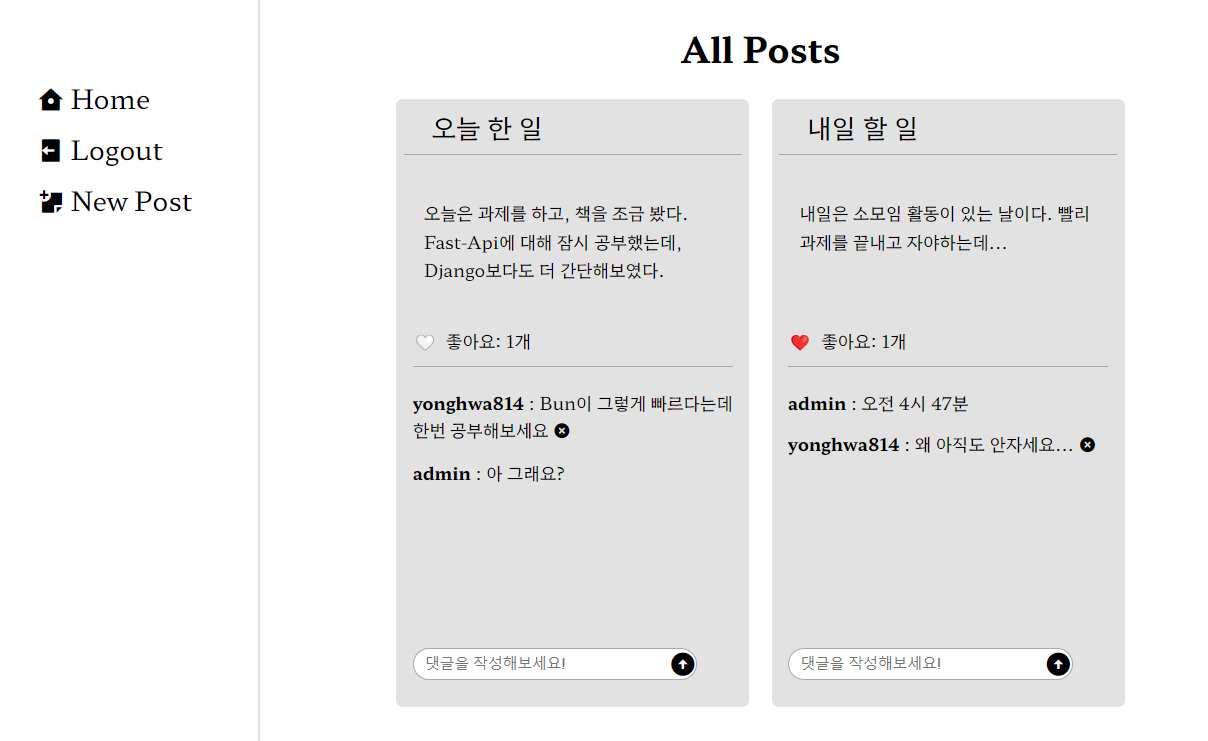 Home
Logout
New Post
All Posts
오늘 한 일
오늘은 과제를 하고, 책을 조금 봤다.
Fast-Api에 대해 잠시 공부했는데,
Django보다도 더 간단해보였다.
좋아요: 1개
yonghwa814 : Bun이 그렇게 빠르다는데
한번 공부해보세요
admin : 아 그래요?
댓글을 작성해보세요!
내일 할 일
내일은 소모임 활동이 있는 날이다. 빨리
과제를 끝내고 자야하는데...
좋아요: 1개
admin : 오전 4시 47분
yonghwa814 : 왜 아직도 안자세요...
댓글을 작성해보세요!